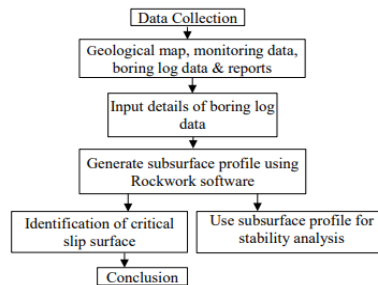 Data Collection
Geological map, monitoring data,
boring log data & reports
Input details of boring log
data
Generate subsurface profile using
Rockwork software
Identification of critical
slip surface
Use subsurface profile for
stability analysis
Conclusion